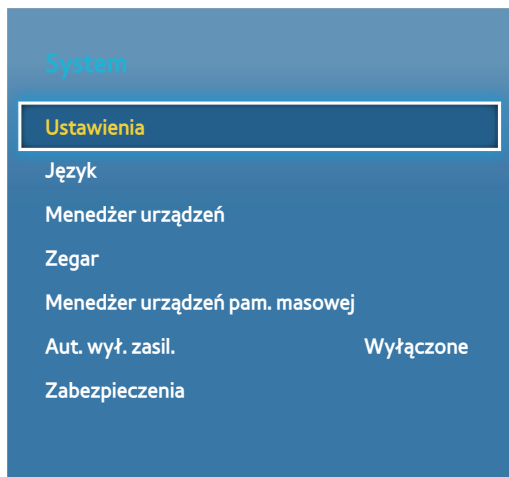 System
Ustawienia
Język
Menedżer urządzeń
Zegar
Menedżer urządzeń pam. masowej
Aut. wył. zasil. Wyłączone
Zabezpieczenia